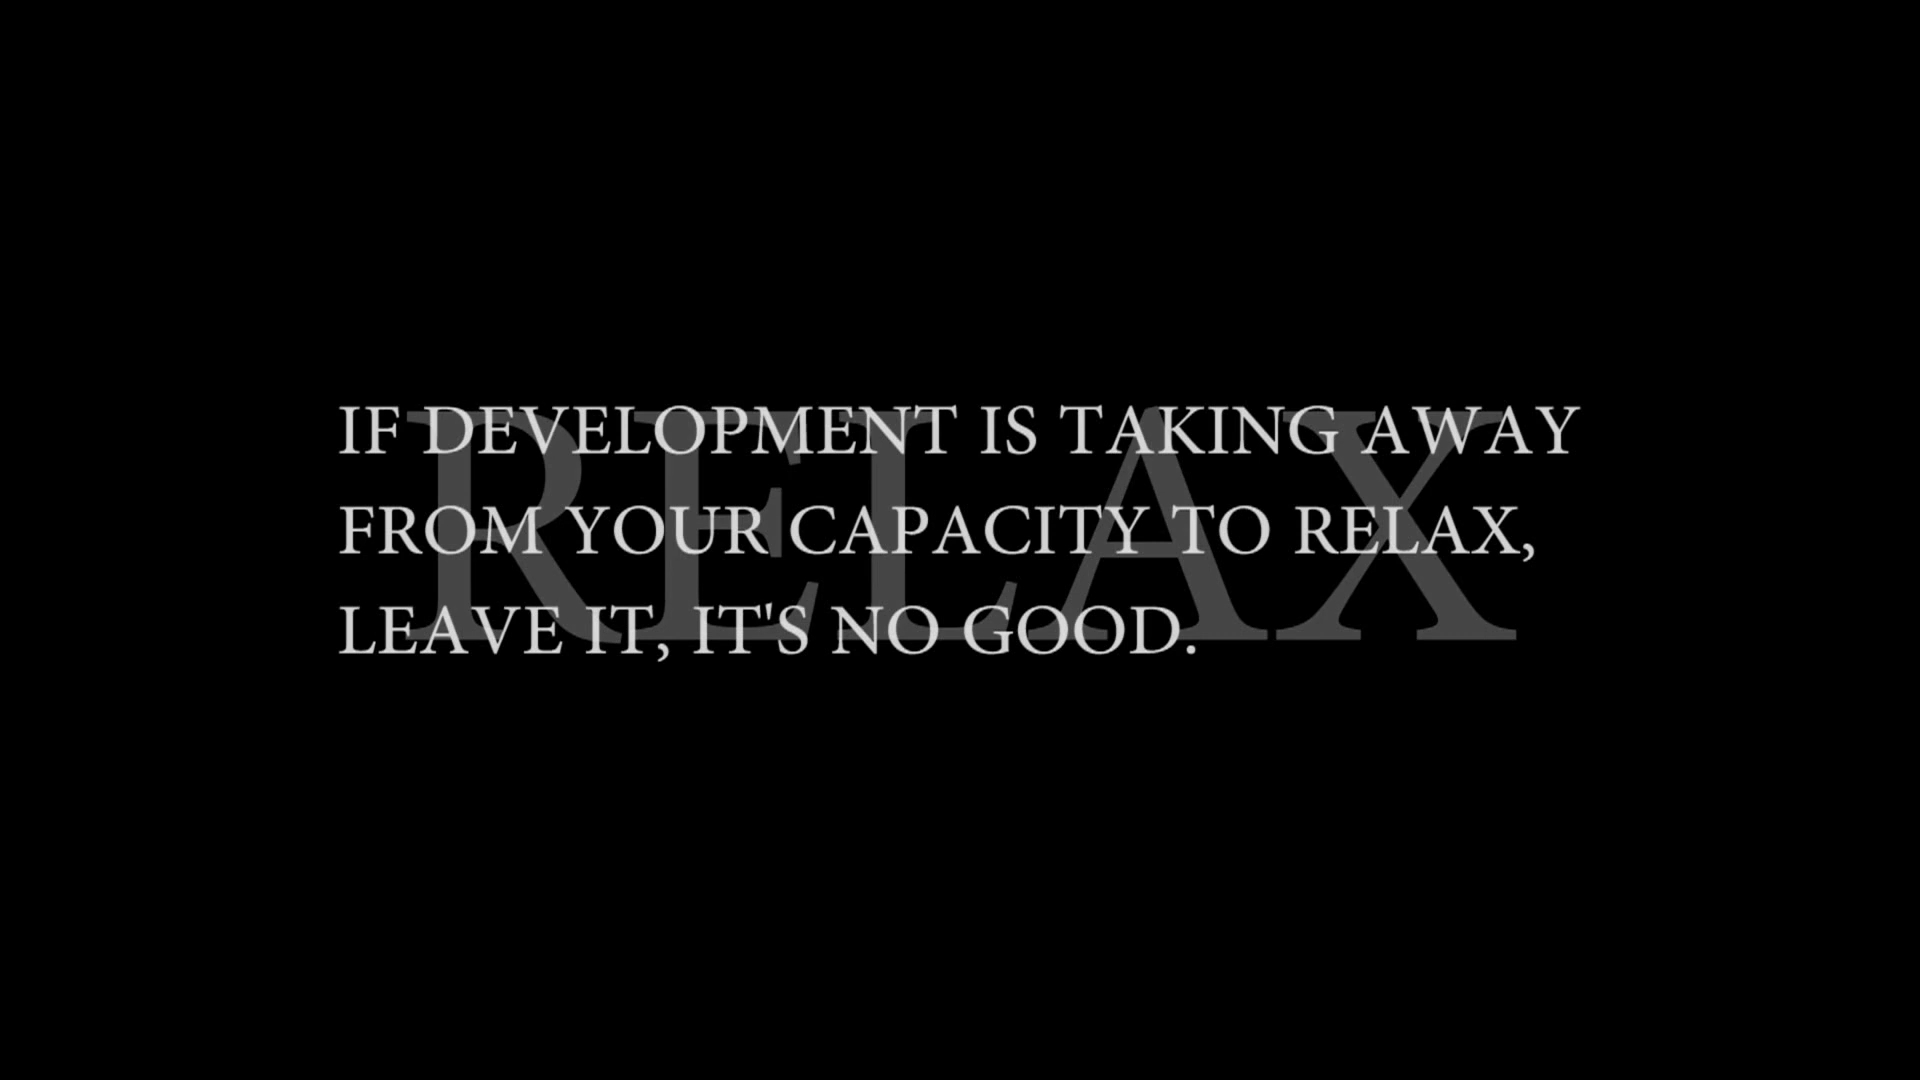 RELAX
IF DEVELOPMENT IS TAKING AWAY
FROM YOUR CAPACITY TO RELAX,
LEAVE IT, IT'S NO GOOD.